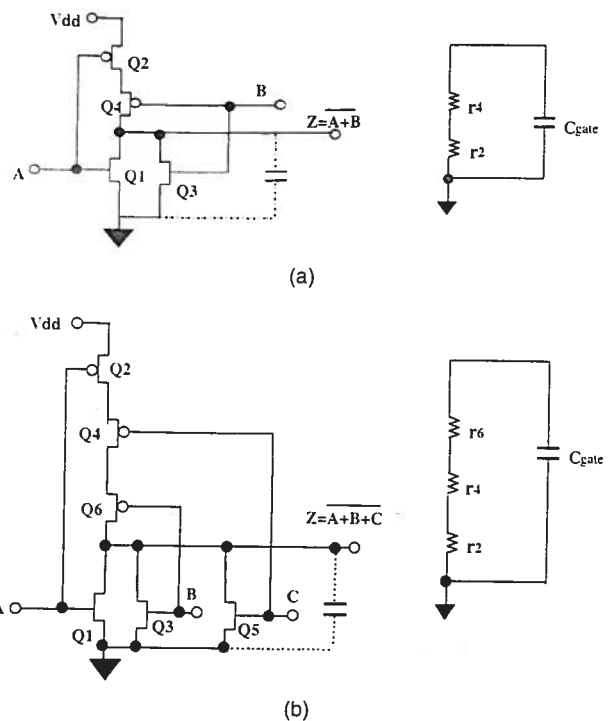 Vdd
Q2
Q4
B
Z=A+B
A
Q1
Q3
r4
r2
Cgate
(a)
Vdd
Q2
Q4
Q6
Z=A+B+C
A
B
C
Q1
Q3
Q5
r6
r4
r2
Cgate
(b)